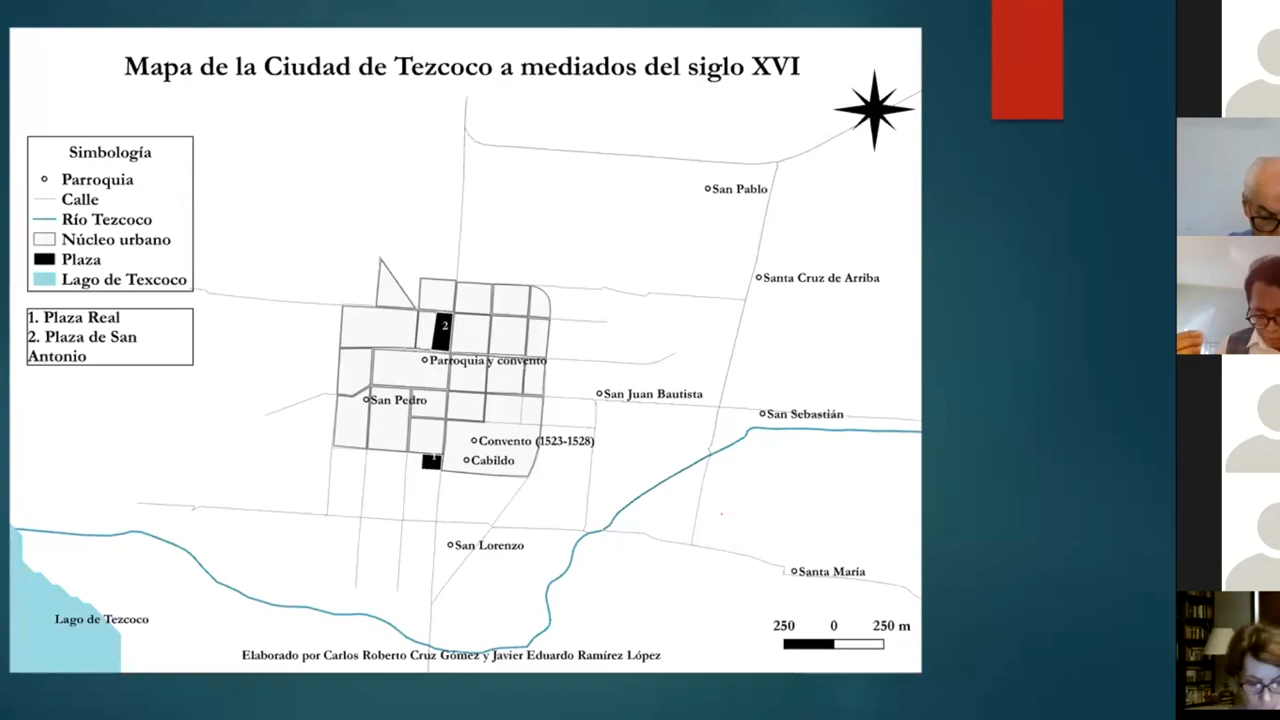 Mapa de la Ciudad de Tezcoco a mediados del siglo XVI
Simbología
Parroquia
Calle
Río Tezcoco
Núcleo urbano
Plaza
Lago de Texcoco
1. Plaza Real
2. Plaza de San
Antonio
San Pablo
Santa Cruz de Arriba
2
Parroquia y convento
San Pedro
San Juan Bautista
San Sebastián
Convento (1523-1528)
1
Cabildo
San Lorenzo
Santa María
Lago de Tezcoco
250 0 250 m
Elaborado por Carlos Roberto Cruz Gómez y Javier Eduardo Ramírez López